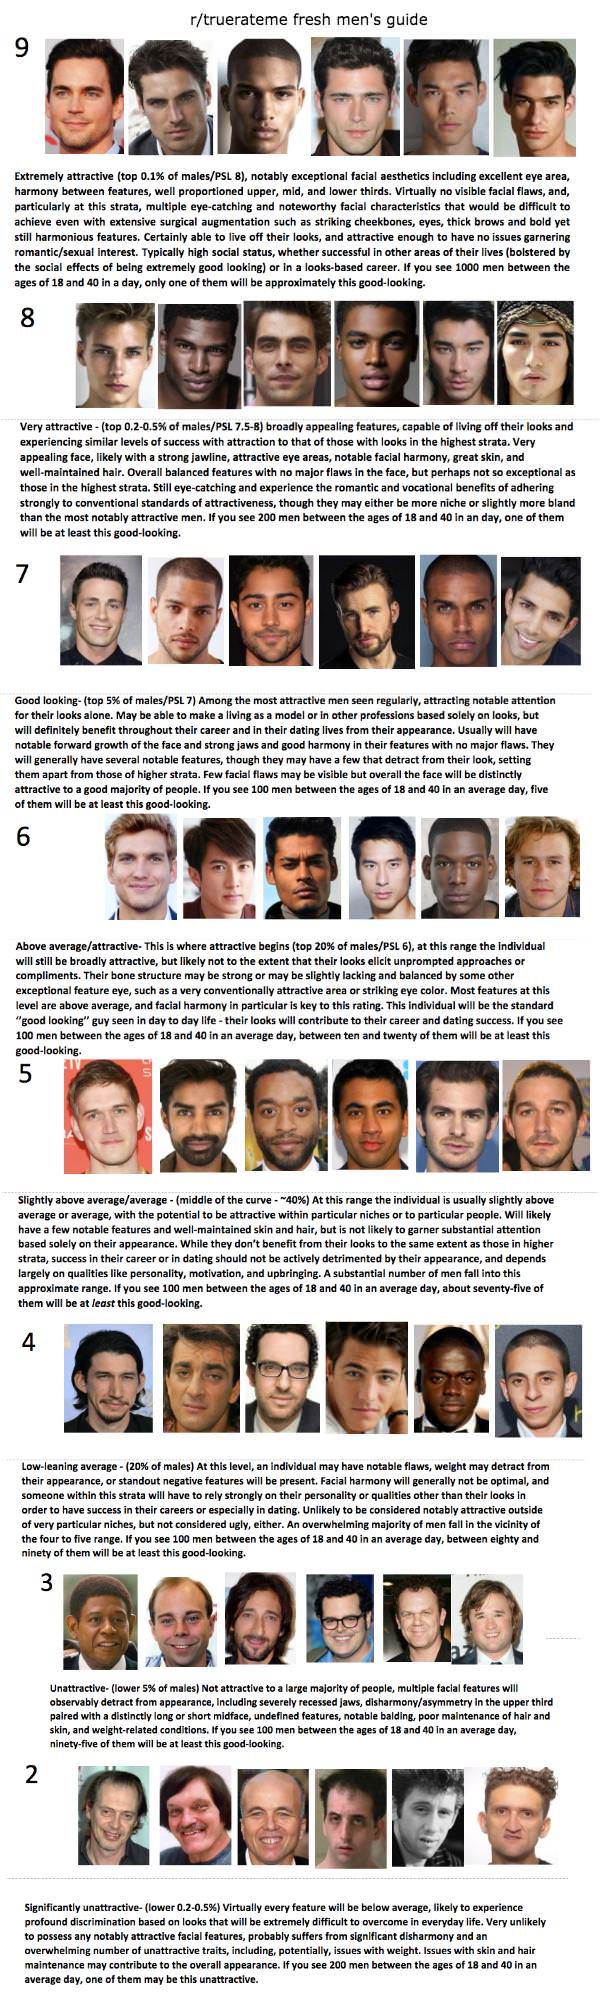 r/truerateme fresh men's guide
9
Extremely attractive (top 0.1% of males/PSL 8), notably exceptional facial aesthetics including excellent eye area,
harmony between features, well proportioned upper, mid, and lower thirds. Virtually no visible facial flaws, and,
particularly at this strata, multiple eye-catching and noteworthy facial characteristics that would be difficult to
achieve even with extensive surgical augmentation such as striking cheekbones, eyes, thick brows and bold yet
still harmonious features. Certainly able to live off their looks, and attractive enough to have no issues garnering
romantic/sexual interest. Typically high social status, whether successful in other areas of their lives (bolstered by
the social effects of being extremely good looking) or in a looks-based career. If you see 1000 men between the
ages of 18 and 40 in a day, only one of them will be approximately this good-looking.
8
Very attractive - (top 0.2-0.5% of males/PSL 7.5-8) broadly appealing features, capable of living off their looks and
experiencing similar levels of success with attraction to that of those with looks in the highest strata. Very
appealing face, likely with a strong jawline, attractive eye areas, notable facial harmony, great skin, and
well-maintained hair. Overall balanced features with no major flaws in the face, but perhaps not so exceptional as
those in the highest strata. Still eye-catching and experience the romantic and vocational benefits of adhering
strongly to conventional standards of attractiveness, though they may either be more niche or slightly more bland
than the most notably attractive men. If you see 200 men between the ages of 18 and 40 in an day, one of them
will be at least this good-looking.
7
Good looking- (top 5% of males/PSL 7) Among the most attractive men seen regularly, attracting notable attention
for their looks alone. May be able to make a living as a model or in other professions based solely on looks, but
will definitely benefit throughout their career and in their dating lives from their appearance. Usually will have
notable forward growth of the face and strong jaws and good harmony in their features with no major flaws. They
will generally have several notable features, though they may have a few that detract from their look, setting
them apart from those of higher strata. Few facial flaws may be visible but overall the face will be distinctly
attractive to a good majority of people. If you see 100 men between the ages of 18 and 40 in an average day, five
of them will be at least this good-looking.
6
Above average/attractive- This is where attractive begins (top 20% of males/PSL 6), at this range the individual
will still be broadly attractive, but likely not to the extent that their looks elicit unprompted approaches or
compliments. Their bone structure may be strong or may be slightly lacking and balanced by some other
exceptional feature eye, such as a very conventionally attractive area or striking eye color. Most features at this
level are above average, and facial harmony in particular is key to this rating. This individual will be the standard
"good looking" guy seen in day to day life - their looks will contribute to their career and dating success. If you see
100 men between the ages of 18 and 40 in an average day, between ten and twenty of them will be at least this
good-looking.
5
Slightly above average/average - (middle of the curve - ~40%) At this range the individual is usually slightly above
average or average, with the potential to be attractive within particular niches or to particular people. Will likely
have a few notable features and well-maintained skin and hair, but is not likely to garner substantial attention
based solely on their appearance. While they don't benefit from their looks to the same extent as those in higher
strata, success in their career or in dating should not be actively detrimented by their appearance, and depends
largely on qualities like personality, motivation, and upbringing. A substantial number of men fall into this
approximate range. If you see 100 men between the ages of 18 and 40 in an average day, about seventy-five of
them will be at least this good-looking.
4
Low-leaning average - (20% of males) At this level, an individual may have notable flaws, weight may detract from
their appearance, or standout negative features will be present. Facial harmony will generally not be optimal, and
someone within this strata will have to rely strongly on their personality or qualities other than their looks in
order to have success in their careers or especially in dating. Unlikely to be considered notably attractive outside
of very particular niches, but not considered ugly, either. An overwhelming majority of men fall in the vicinity of
the four to five range. If you see 100 men between the ages of 18 and 40 in an average day, between eighty and
ninety of them will be at least this good-looking.
3
Unattractive- (lower 5% of males) Not attractive to a large majority of people, multiple facial features will
observably detract from appearance, including severely recessed jaws, disharmony/asymmetry in the upper third
paired with a distinctly long or short midface, undefined features, notable balding, poor maintenance of hair and
skin, and weight-related conditions. If you see 100 men between the ages of 18 and 40 in an average day,
ninety-five of them will be at least this good-looking.
2
Significantly unattractive- (lower 0.2-0.5%) Virtually every feature will be below average, likely to experience
profound discrimination based on looks that will be extremely difficult to overcome in everyday life. Very unlikely
to possess any notably attractive facial features, probably suffers from significant disharmony and an
overwhelming number of unattractive traits, including, potentially, issues with weight. Issues with skin and hair
maintenance may contribute to the overall appearance. If you see 200 men between the ages of 18 and 40 in an
average day, one of them may be this unattractive.